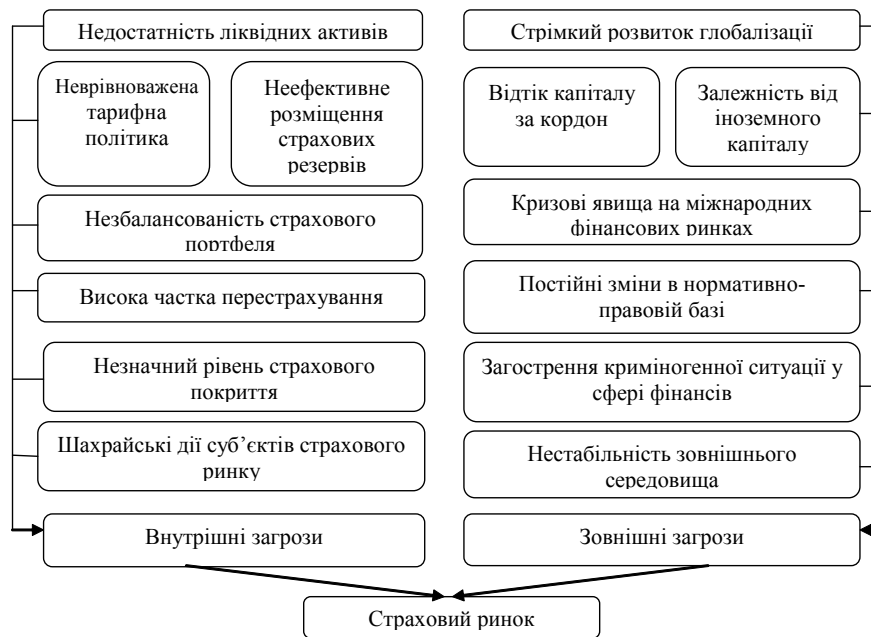 Недостатність ліквідних активів
Неврівноважена
тарифна
політика
Неефективне
розміщення
страхових
резервів
Незбалансованість страхового
портфеля
Висока частка перестрахування
Незначний рівень страхового
покриття
Шахрайські дії суб’єктів страхового
ринку
Внутрішні загрози
Стрімкий розвиток глобалізації
Відтік капіталу
за кордон
Залежність від
іноземного
капіталу
Кризові явища на міжнародних
фінансових ринках
Постійні зміни в нормативно-
правовій базі
Загострення криміногенної ситуації у
сфері фінансів
Нестабільність зовнішнього
середовища
Зовнішні загрози
Страховий ринок